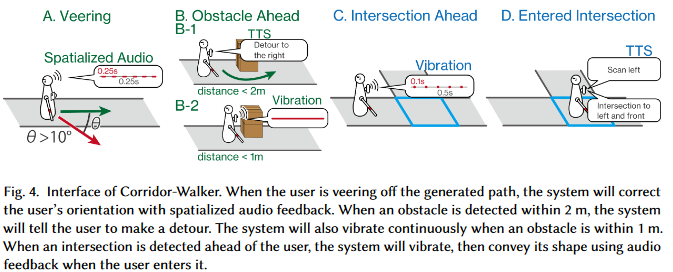 A. Veering
Spatialized Audio
0.25s
0.25s
θ
θ>10°
B. Obstacle Ahead
B-1
TTS
Detour to
the right
distance < 2m
B-2
Vibration
distance < 1m
C. Intersection Ahead
Vibration
0.1s
0.5s
D. Entered Intersection
TTS
Scan left
Intersection to
left and front
Fig. 4. Interface of Corridor-Walker. When the user is veering off the generated path, the system will correct
the user's orientation with spatialized audio feedback. When an obstacle is detected within 2 m, the system
will tell the user to make a detour. The system will also vibrate continuously when an obstacle is within 1 m.
When an intersection is detected ahead of the user, the system will vibrate, then convey its shape using audio
feedback when the user enters it.